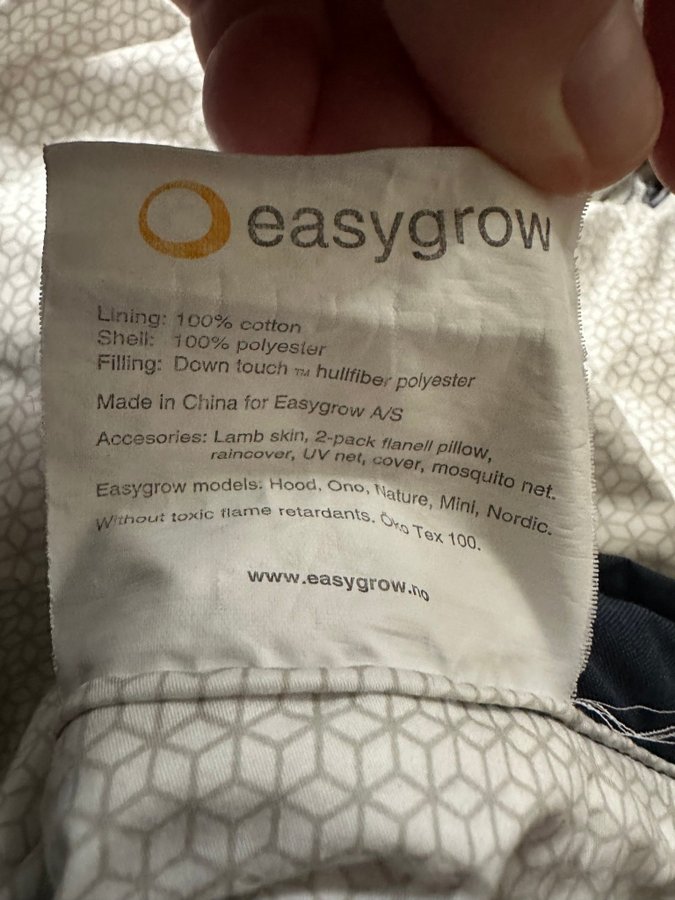 easygrow
Lining: 100% cotton
Shell: 100% polyester
Filling: Down touch ™ hullfiber polyester
Made in China for Easygrow A/S
Accesories: Lamb skin, 2-pack flanell pillow,
raincover, UV net, cover, mosquito net.
Easygrow models: Hood, Ono, Nature, Mini, Nordic.
Without toxic flame retardants. Öko Tex 100.
www.easygrow.no